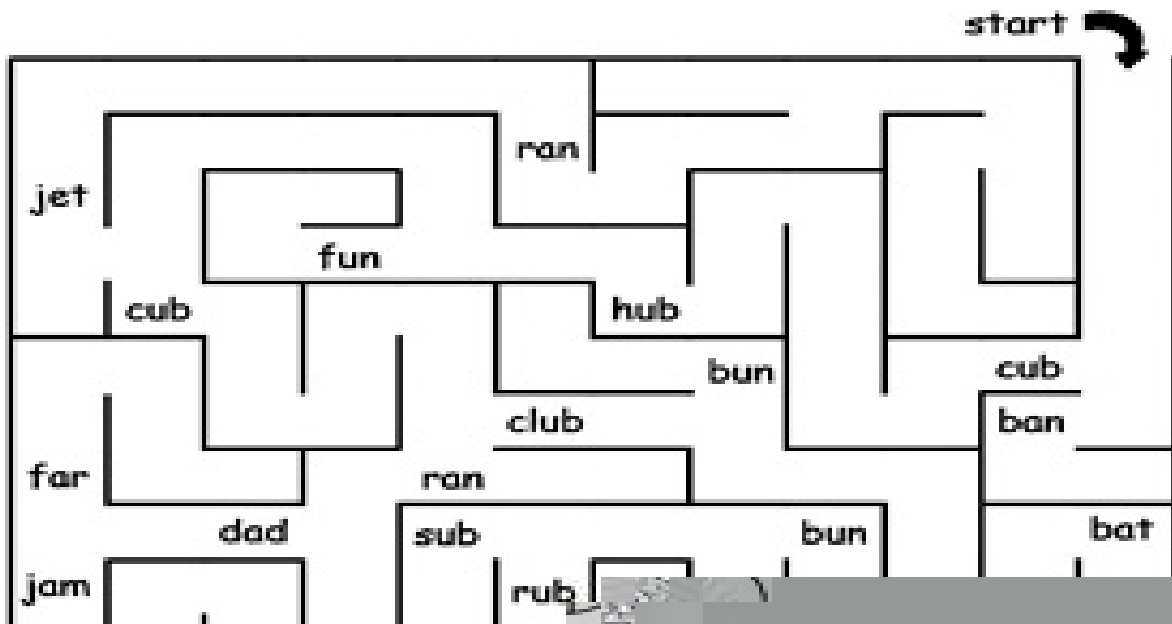 start
ran
jet
fun
cub
hub
bun
cub
club
ban
far
ran
dad
sub
bun
bat
jam
rub